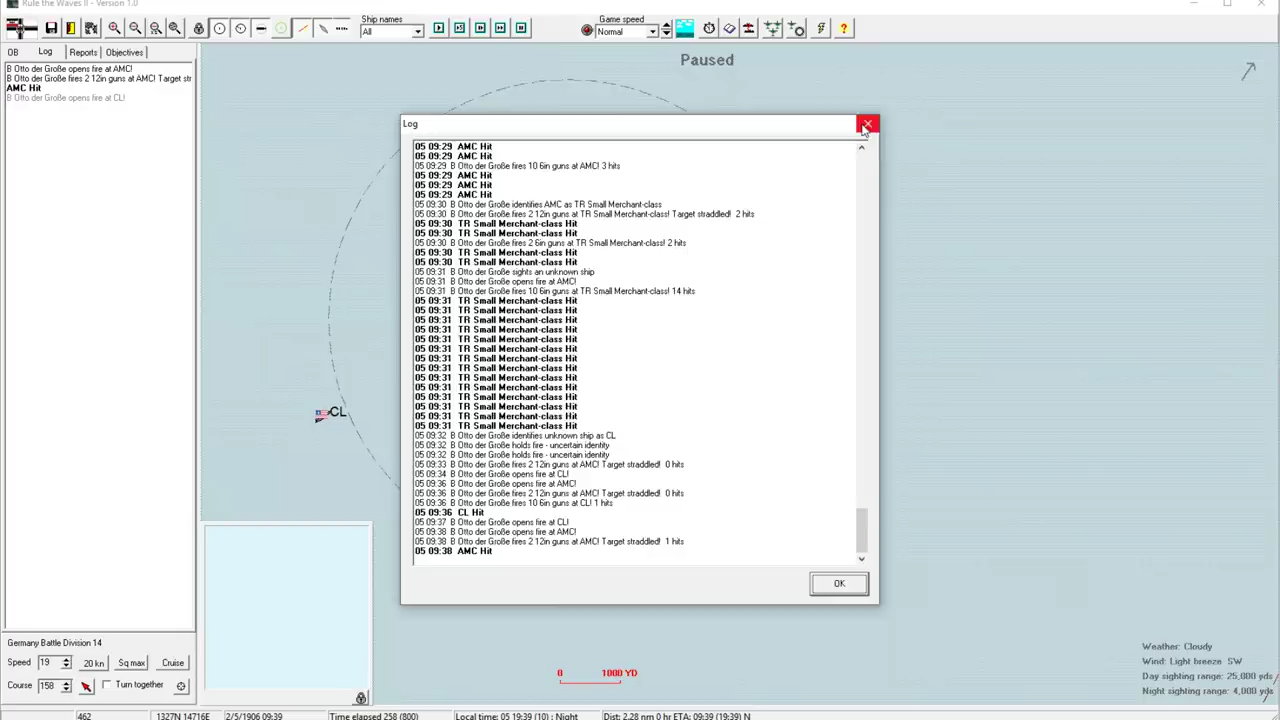 Rule the Waves II - Version 1.0
Ship names
All
Game speed
Normal
OB Log Reports Objectives
B Otto der Große opens fire at AMC!
B Otto der Große fires 2 12in guns at AMC! Target str
AMC Hit
B Otto der Große opens fire at CL!
Paused
Log
05 09:29 AMC Hit
05 09:29 AMC Hit
05 09:29 B Otto der Große fires 10 6in guns at AMC! 3 hits
05 09:29 AMC Hit
05 09:29 AMC Hit
05 09:29 AMC Hit
05 09:30 B Otto der Große identifies AMC as TR Small Merchant-class
05 09:30 B Otto der Große fires 2 12in guns at TR Small Merchant-class! Target straddled! 2 hits
05 09:30 TR Small Merchant-class Hit
05 09:30 TR Small Merchant-class Hit
05 09:30 B Otto der Große fires 2 6in guns at TR Small Merchant-class! 2 hits
05 09:30 TR Small Merchant-class Hit
05 09:30 TR Small Merchant-class Hit
05 09:31 B Otto der Große sights an unknown ship
05 09:31 B Otto der Große opens fire at AMC!
05 09:31 B Otto der Große fires 10 6in guns at TR Small Merchant-class! 14 hits
05 09:31 TR Small Merchant-class Hit
05 09:31 TR Small Merchant-class Hit
05 09:31 TR Small Merchant-class Hit
05 09:31 TR Small Merchant-class Hit
05 09:31 TR Small Merchant-class Hit
05 09:31 TR Small Merchant-class Hit
05 09:31 TR Small Merchant-class Hit
05 09:31 TR Small Merchant-class Hit
05 09:31 TR Small Merchant-class Hit
05 09:31 TR Small Merchant-class Hit
05 09:31 TR Small Merchant-class Hit
05 09:31 TR Small Merchant-class Hit
05 09:31 TR Small Merchant-class Hit
05 09:31 TR Small Merchant-class Hit
05 09:32 B Otto der Große identifies unknown ship as CL
05 09:32 B Otto der Große holds fire - uncertain identity
05 09:32 B Otto der Große holds fire - uncertain identity
05 09:33 B Otto der Große fires 2 12in guns at AMC! Target straddled! 0 hits
05 09:34 B Otto der Große opens fire at CL!
05 09:36 B Otto der Große opens fire at AMC!
05 09:36 B Otto der Große fires 2 12in guns at AMC! Target straddled! 0 hits
05 09:36 B Otto der Große fires 10 6in guns at CL! 1 hits
05 09:36 CL Hit
05 09:37 B Otto der Große opens fire at CL!
05 09:38 B Otto der Große opens fire at AMC!
05 09:38 B Otto der Große fires 2 12in guns at AMC! Target straddled! 1 hits
05 09:38 AMC Hit
OK
CL
Germany Battle Division 14
Speed 19 20 kn Sq max Cruise
Course 158 Turn together
0 1000 YD
Weather: Cloudy
Wind: Light breeze SW
Day sighting range: 25,000 yds
Night sighting range: 4,000 yds
462 1327N 14716E 2/5/1906 09:39 Time elapsed 258 (800) Local time: 05 19:39 (10) : Night Dist: 2.28 nm 0 hr ETA: 09:39 (19:39) N